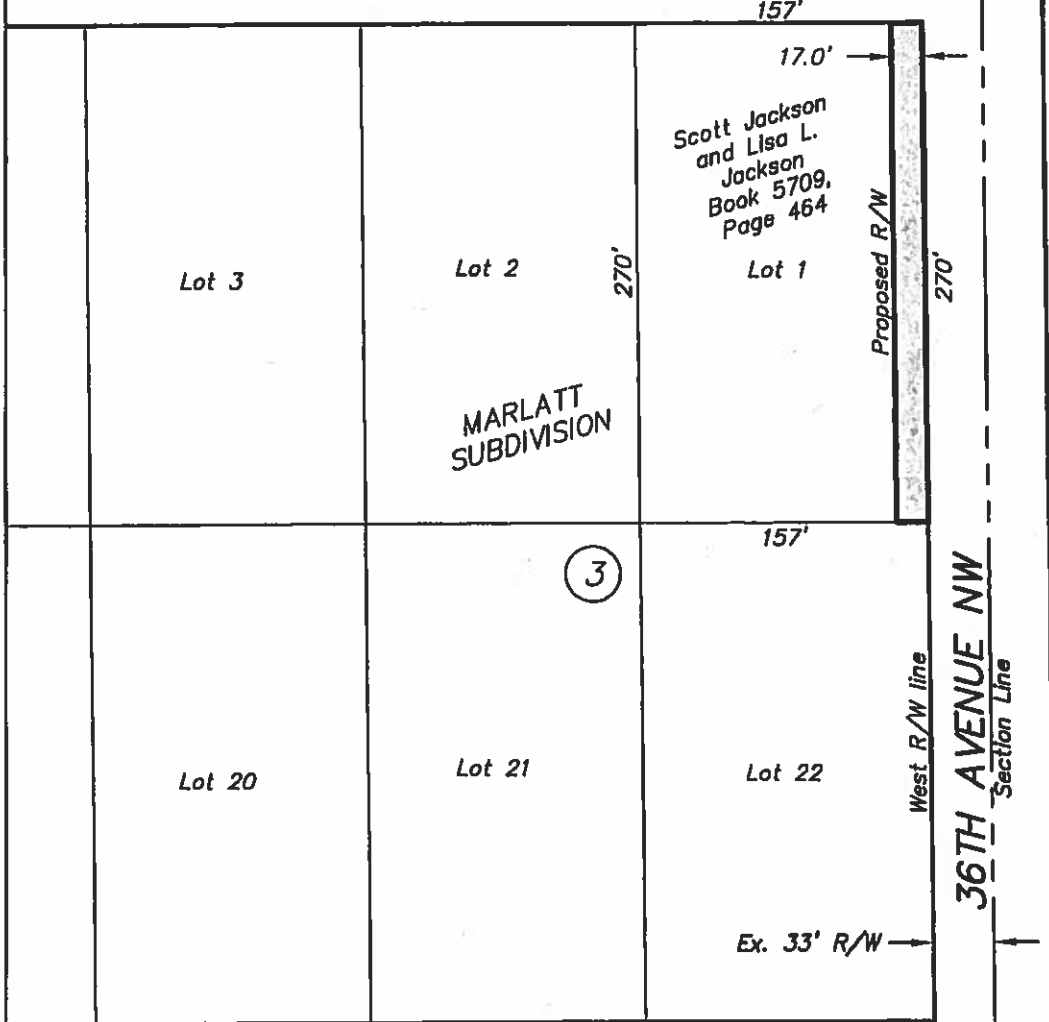 157'
17.0'
Scott Jackson
and Lisa L.
Jackson
Book 5709,
Page 464
Proposed R/W
Lot 3
Lot 2
270'
Lot 1
270'
MARLATT
SUBDIVISION
157'
3
36TH AVENUE NW
West R/W line
Section Line
Lot 20
Lot 21
Lot 22
Ex. 33' R/W